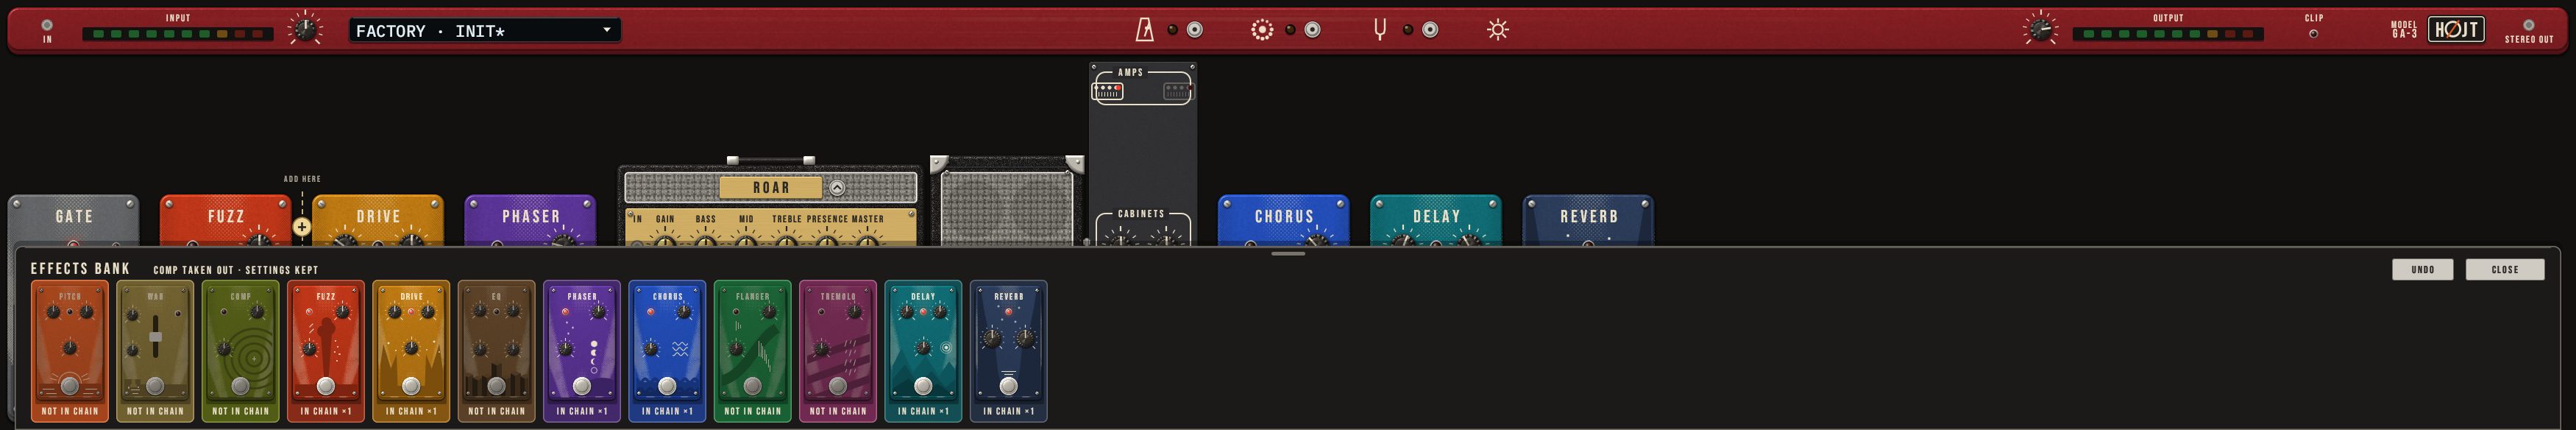 INPUT
IN
FACTORY · INIT*
OUTPUT
CLIP
MODEL
GA-3
HØJT
STEREO OUT
AMPS
ADD HERE
GATE
FUZZ
DRIVE
PHASER
ROAR
IN GAIN BASS MID TREBLE PRESENCE MASTER
CABINETS
CHORUS
DELAY
REVERB
EFFECTS BANK
COMP TAKEN OUT · SETTINGS KEPT
UNDO
CLOSE
PITCH
WAH
COMP
FUZZ
DRIVE
EQ
PHASER
CHORUS
FLANGER
TREMOLO
DELAY
REVERB
NOT IN CHAIN
NOT IN CHAIN
NOT IN CHAIN
IN CHAIN ×1
IN CHAIN ×1
NOT IN CHAIN
IN CHAIN ×1
IN CHAIN ×1
NOT IN CHAIN
NOT IN CHAIN
IN CHAIN ×1
IN CHAIN ×1